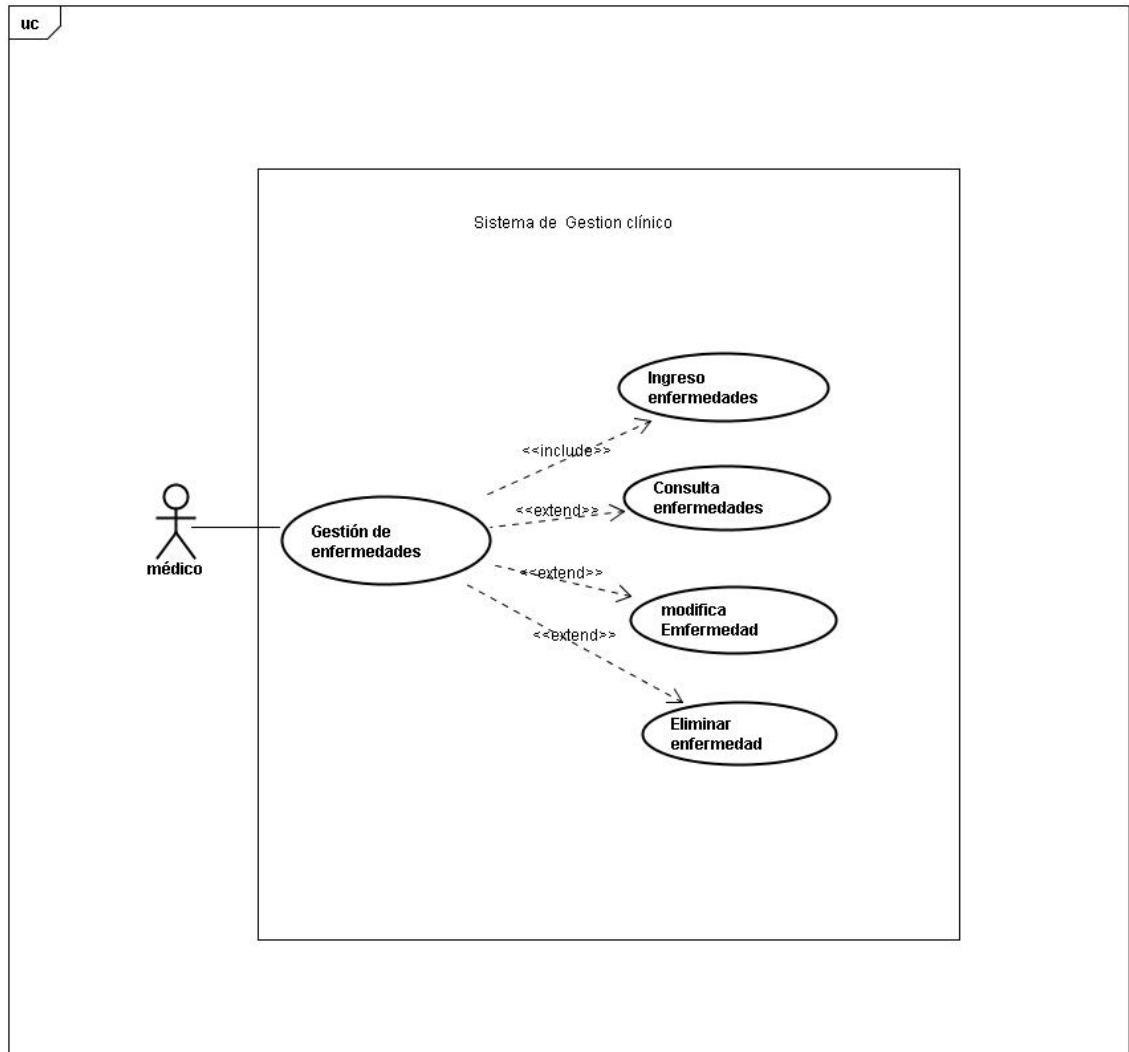 uc
Sistema de  Gestion clínico
Ingreso
enfermedades
<<include>>
Consulta
enfermedades
<<extend>>
Gestión de
enfermedades
médico
<<extend>>
modifica
Emfermedad
<<extend>>
Eliminar
enfermedad